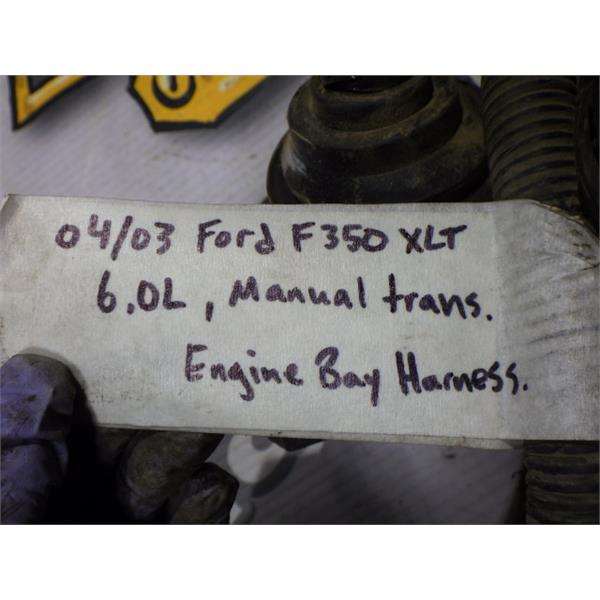 04/03 Ford F350 XLT
6.0L, Manual trans.
Engine Bay Harness.